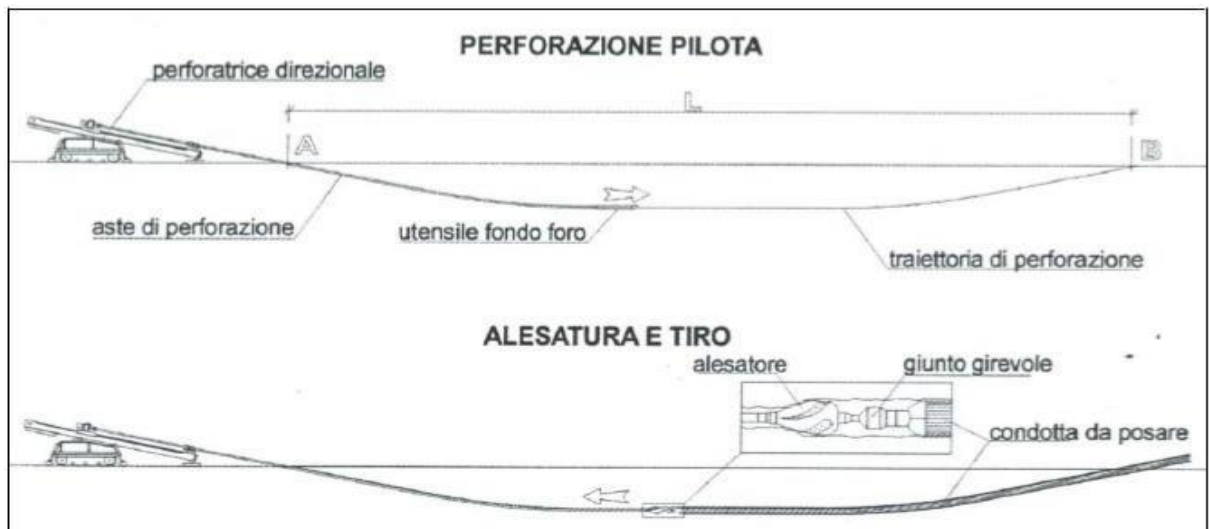 PERFORAZIONE PILOTA
perforatrice direzionale
L
A
B
aste di perforazione
utensile fondo foro
traiettoria di perforazione
ALESATURA E TIRO
alesatore
giunto girevole
condotta da posare